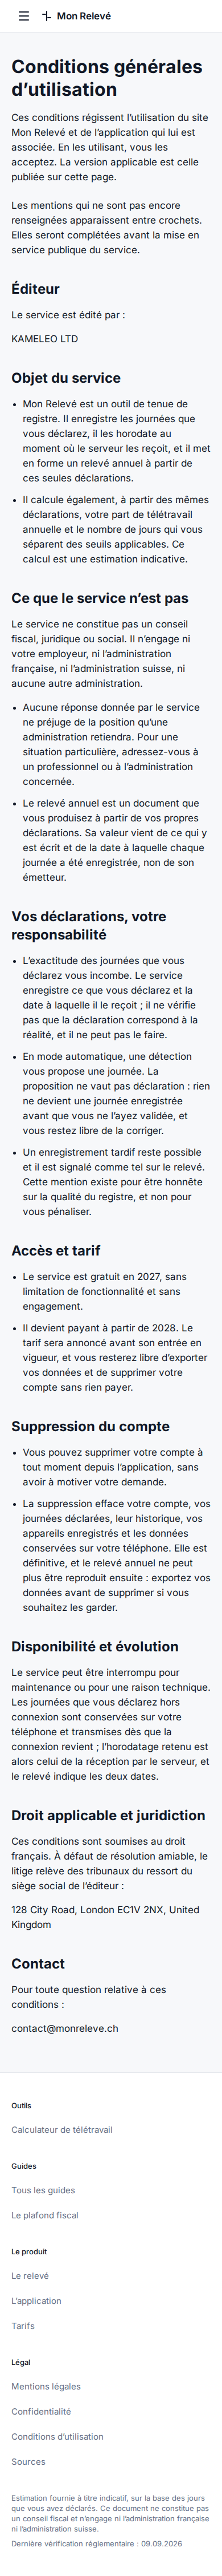 Mon Relevé
Conditions générales
d’utilisation
Ces conditions régissent l’utilisation du site
Mon Relevé et de l’application qui lui est
associée. En les utilisant, vous les
acceptez. La version applicable est celle
publiée sur cette page.
Les mentions qui ne sont pas encore
renseignées apparaissent entre crochets.
Elles seront complétées avant la mise en
service publique du service.
Éditeur
Le service est édité par :
KAMELEO LTD
Objet du service
• Mon Relevé est un outil de tenue de
registre. Il enregistre les journées que
vous déclarez, il les horodate au
moment où le serveur les reçoit, et il met
en forme un relevé annuel à partir de
ces seules déclarations.
• Il calcule également, à partir des mêmes
déclarations, votre part de télétravail
annuelle et le nombre de jours qui vous
séparent des seuils applicables. Ce
calcul est une estimation indicative.
Ce que le service n’est pas
Le service ne constitue pas un conseil
fiscal, juridique ou social. Il n’engage ni
votre employeur, ni l’administration
française, ni l’administration suisse, ni
aucune autre administration.
• Aucune réponse donnée par le service
ne préjuge de la position qu’une
administration retiendra. Pour une
situation particulière, adressez-vous à
un professionnel ou à l’administration
concernée.
• Le relevé annuel est un document que
vous produisez à partir de vos propres
déclarations. Sa valeur vient de ce qui y
est écrit et de la date à laquelle chaque
journée a été enregistrée, non de son
émetteur.
Vos déclarations, votre
responsabilité
• L’exactitude des journées que vous
déclarez vous incombe. Le service
enregistre ce que vous déclarez et la
date à laquelle il le reçoit ; il ne vérifie
pas que la déclaration correspond à la
réalité, et il ne peut pas le faire.
• En mode automatique, une détection
vous propose une journée. La
proposition ne vaut pas déclaration : rien
ne devient une journée enregistrée
avant que vous ne l’ayez validée, et
vous restez libre de la corriger.
• Un enregistrement tardif reste possible
et il est signalé comme tel sur le relevé.
Cette mention existe pour être honnête
sur la qualité du registre, et non pour
vous pénaliser.
Accès et tarif
• Le service est gratuit en 2027, sans
limitation de fonctionnalité et sans
engagement.
• Il devient payant à partir de 2028. Le
tarif sera annoncé avant son entrée en
vigueur, et vous resterez libre d’exporter
vos données et de supprimer votre
compte sans rien payer.
Suppression du compte
• Vous pouvez supprimer votre compte à
tout moment depuis l’application, sans
avoir à motiver votre demande.
• La suppression efface votre compte, vos
journées déclarées, leur historique, vos
appareils enregistrés et les données
conservées sur votre téléphone. Elle est
définitive, et le relevé annuel ne peut
plus être reproduit ensuite : exportez vos
données avant de supprimer si vous
souhaitez les garder.
Disponibilité et évolution
Le service peut être interrompu pour
maintenance ou pour une raison technique.
Les journées que vous déclarez hors
connexion sont conservées sur votre
téléphone et transmises dès que la
connexion revient ; l’horodatage retenu est
alors celui de la réception par le serveur, et
le relevé indique les deux dates.
Droit applicable et juridiction
Ces conditions sont soumises au droit
français. À défaut de résolution amiable, le
litige relève des tribunaux du ressort du
siège social de l’éditeur :
128 City Road, London EC1V 2NX, United
Kingdom
Contact
Pour toute question relative à ces
conditions :
contact@monreleve.ch
Outils
Calculateur de télétravail
Guides
Tous les guides
Le plafond fiscal
Le produit
Le relevé
L’application
Tarifs
Légal
Mentions légales
Confidentialité
Conditions d’utilisation
Sources
Estimation fournie à titre indicatif, sur la base des jours
que vous avez déclarés. Ce document ne constitue pas
un conseil fiscal et n’engage ni l’administration française
ni l’administration suisse.
Dernière vérification réglementaire : 09.09.2026